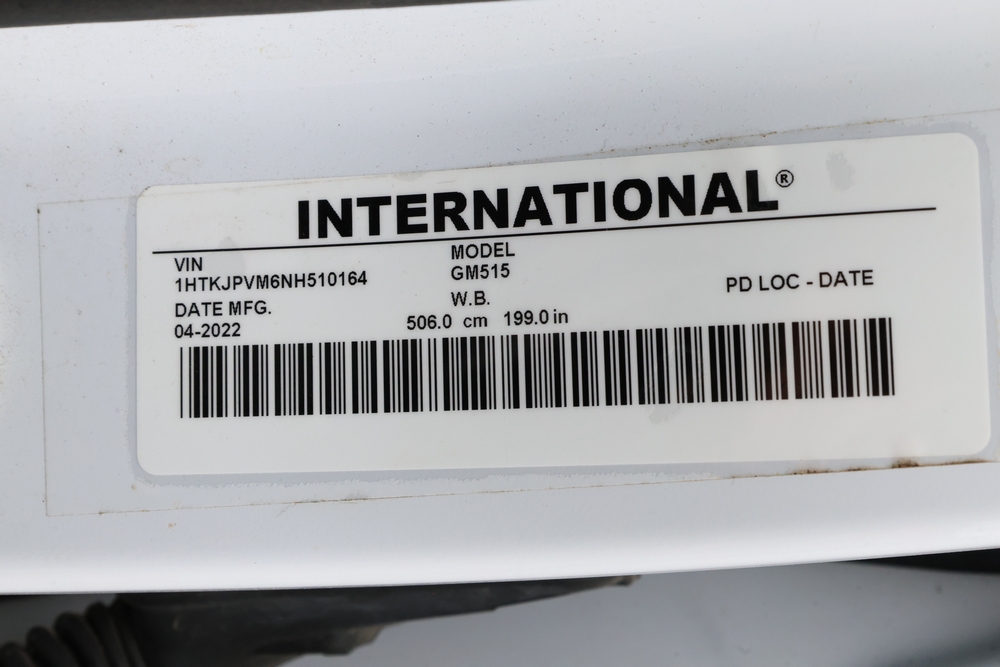 INTERNATIONAL®
VIN
1HTKJPVM6NH510164
MODEL
GM515
DATE MFG.
04-2022
W.B.
506.0 cm 199.0 in
PD LOC - DATE